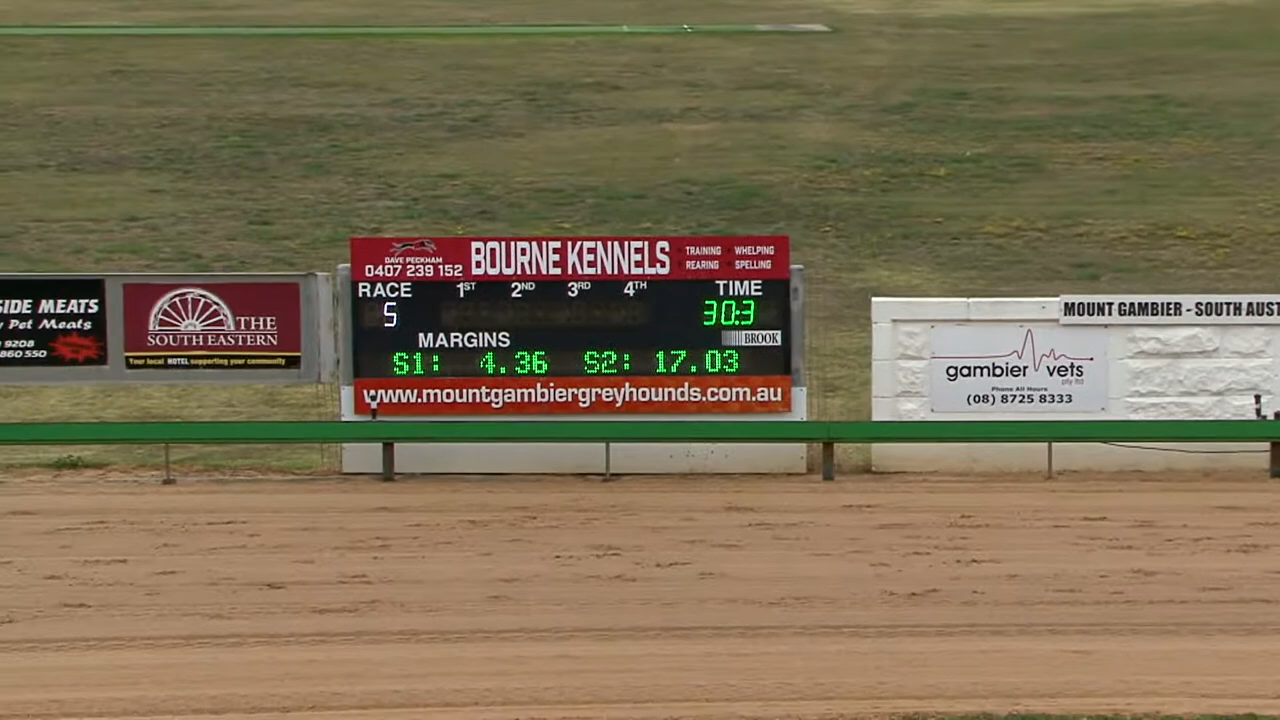 SIDE MEATS
Pet Meats
9208
860 550
THE
SOUTH EASTERN
Your local HOTEL supporting your community
DAVE PECKHAM
0407 239 152
BOURNE KENNELS
TRAINING WHELPING
REARING SPELLING
RACE 1ST 2ND 3RD 4TH TIME
5 30:3
MARGINS BROOK
S1: 4.36 S2: 17.03
www.mountgambiergreyhounds.com.au
MOUNT GAMBIER - SOUTH AUST
gambier vets
pty ltd
Phone All Hours
(08) 8725 8333